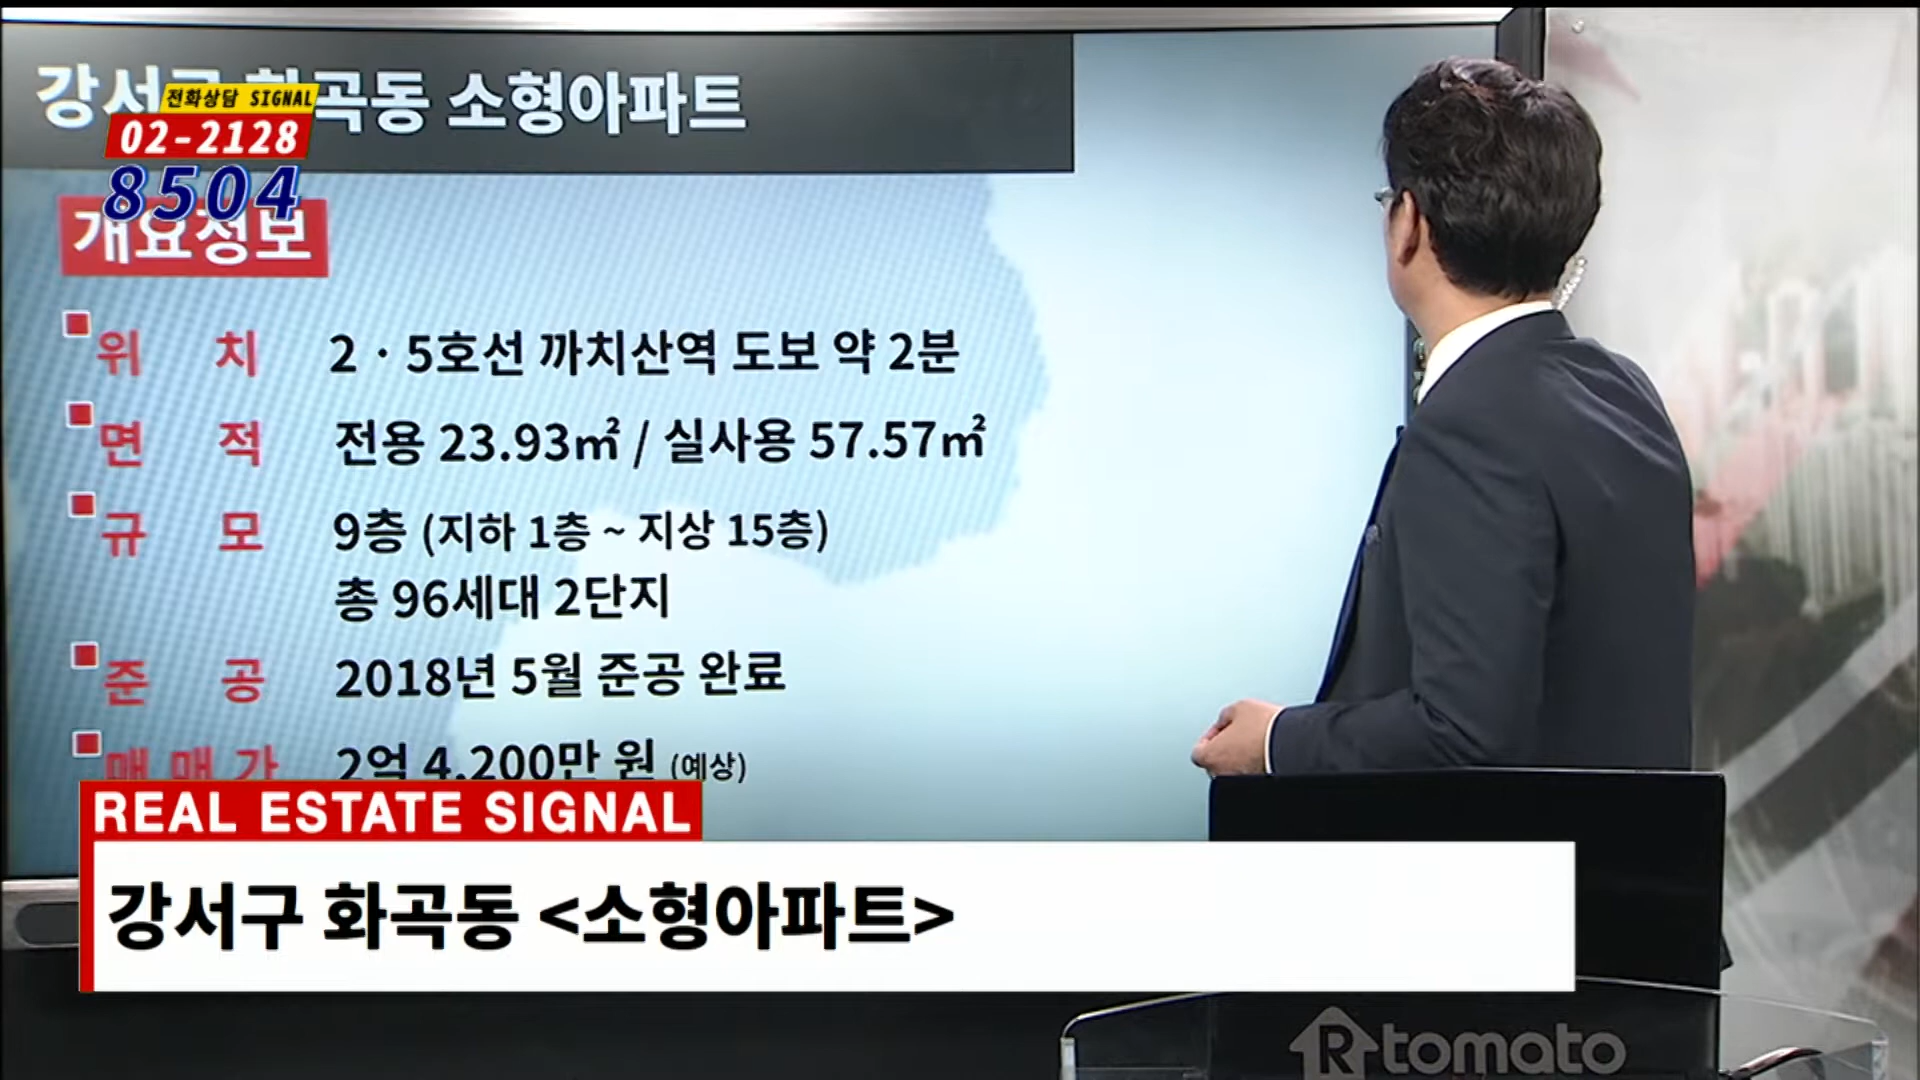 강서구 화곡동 소형아파트
전화상담 SIGNAL
02-2128
8504
개요정보
위 치 2 · 5호선 까치산역 도보 약 2분
면 적 전용 23.93㎡ / 실사용 57.57㎡
규 모 9층 (지하 1층 ~ 지상 15층)
총 96세대 2단지
준 공 2018년 5월 준공 완료
매 매 가 2억 4,200만 원 (예상)
REAL ESTATE SIGNAL
강서구 화곡동 <소형아파트>
Rtomato